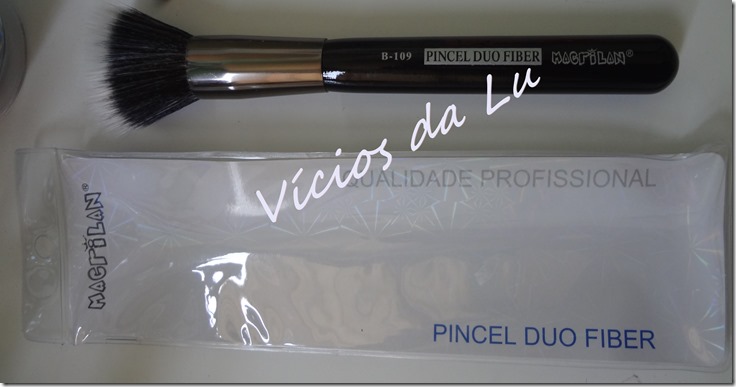 B-109 PINCEL DUO FIBER MACRILAN®
Vícios da Lu
QUALIDADE PROFISSIONAL
MACRILAN®
PINCEL DUO FIBER